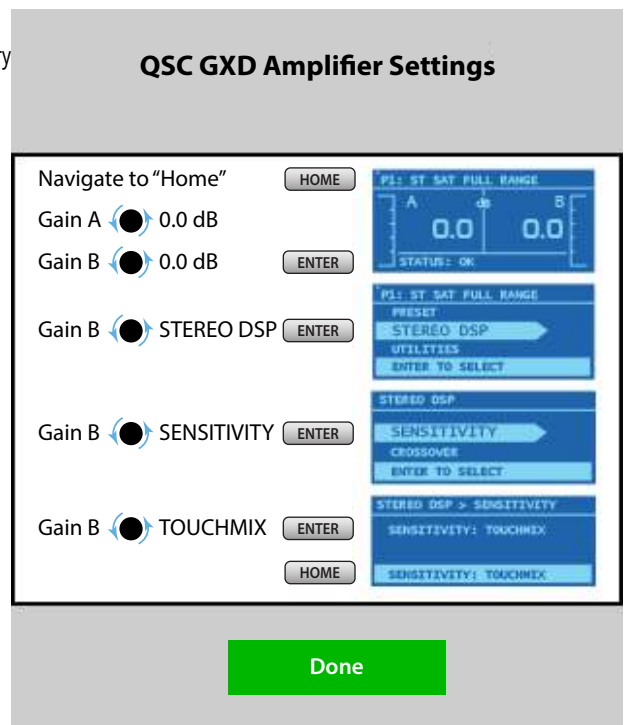 ry
QSC GXD Amplifier Settings
Navigate to “Home” HOME
P1: ST SAT FULL RANGE
A dB B
Gain A 0.0 dB
0.0 0.0
Gain B 0.0 dB ENTER
STATUS: OK
P1: ST SAT FULL RANGE
PRESET
Gain B STEREO DSP ENTER
STEREO DSP
UTILITIES
ENTER TO SELECT
STEREO DSP
Gain B SENSITIVITY ENTER
SENSITIVITY
CROSSOVER
ENTER TO SELECT
STEREO DSP > SENSITIVITY
Gain B TOUCHMIX ENTER
SENSITIVITY: TOUCHMIX
HOME
SENSITIVITY: TOUCHMIX
Done